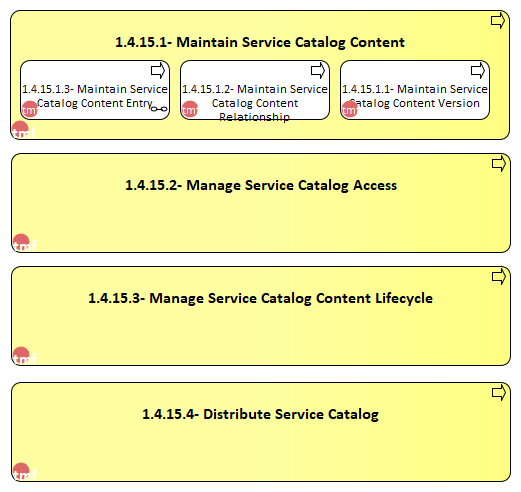 1.4.15.1- Maintain Service Catalog Content
1.4.15.1.3- Maintain Service
Catalog Content Entry
tmf
1.4.15.1.2- Maintain Service
Catalog Content
Relationship
tmf
1.4.15.1.1- Maintain Service
Catalog Content Version
tmf
tmf
1.4.15.2- Manage Service Catalog Access
tmf
1.4.15.3- Manage Service Catalog Content Lifecycle
tmf
1.4.15.4- Distribute Service Catalog
tmf